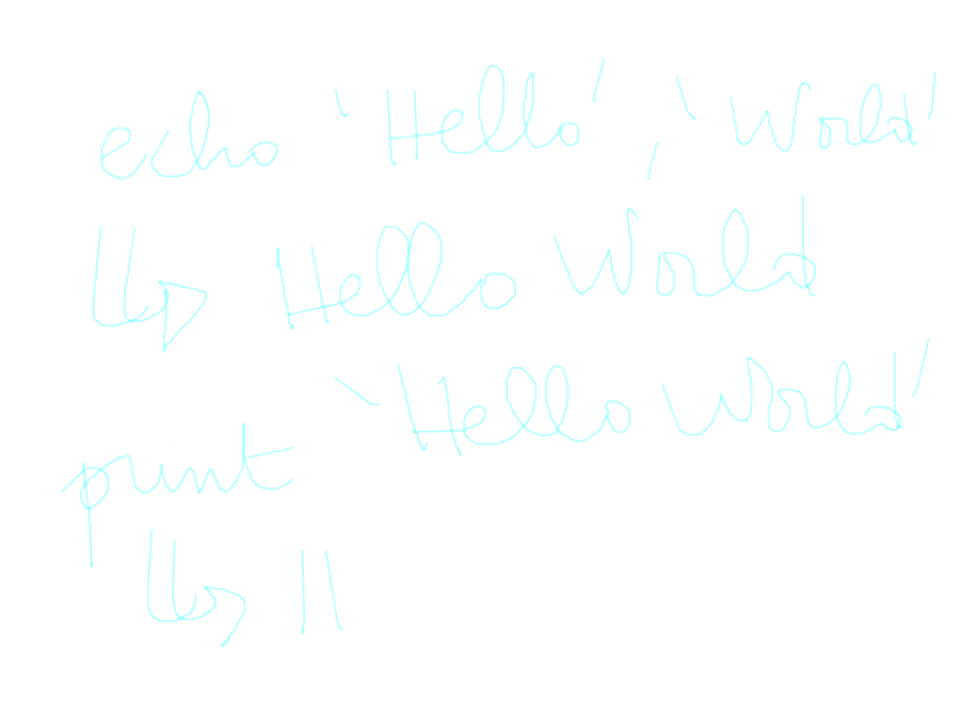 echo 'Hello', 'World'
↳ Hello World
print 'Hello World'
↳ "